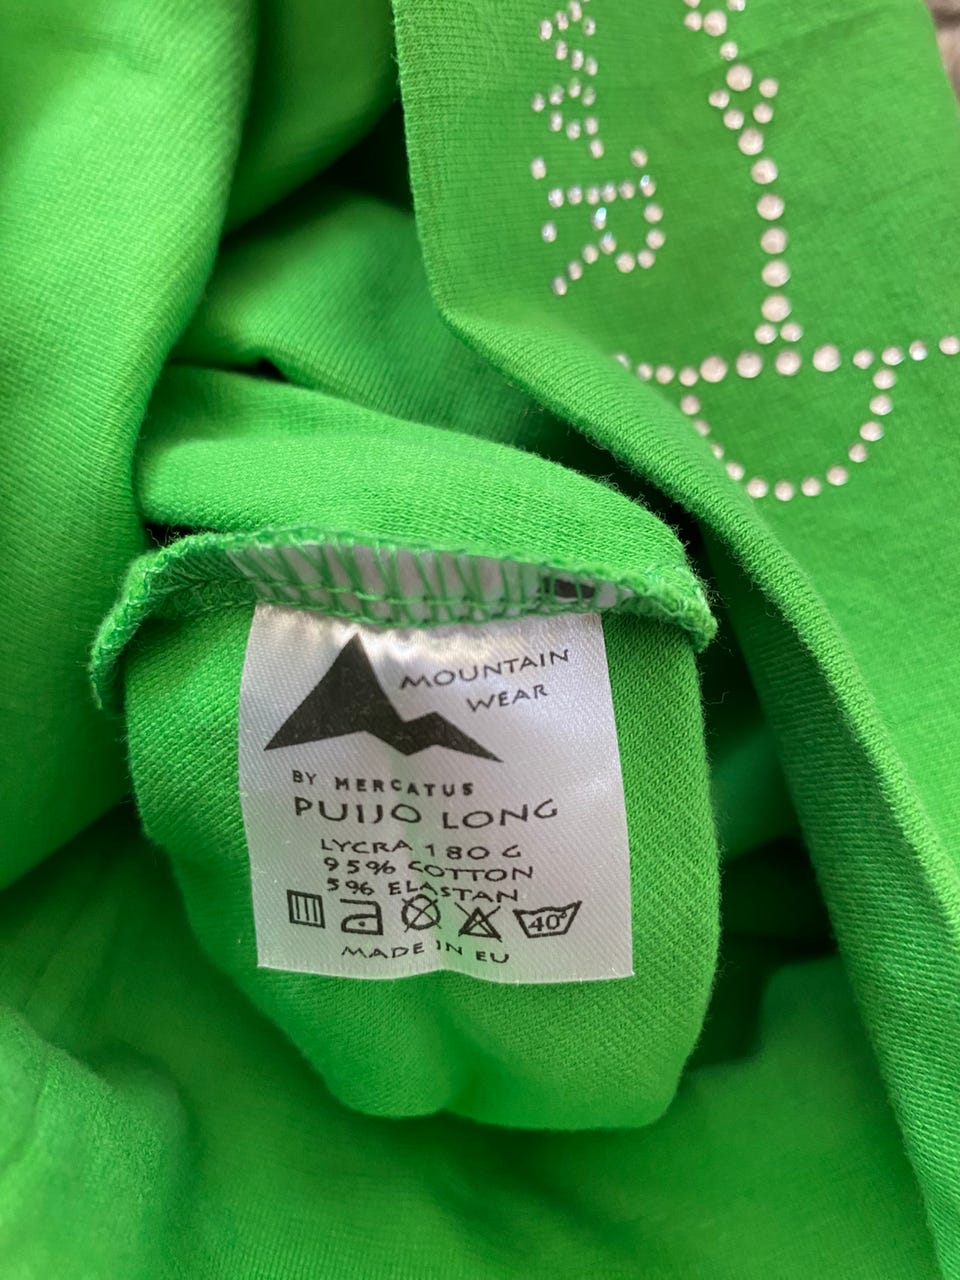 MOUNTAIN
WEAR
BY MERCATUS
PUIJO LONG
LYCRA 180 G
95% COTTON
5% ELASTAN
40°
MADE IN EU